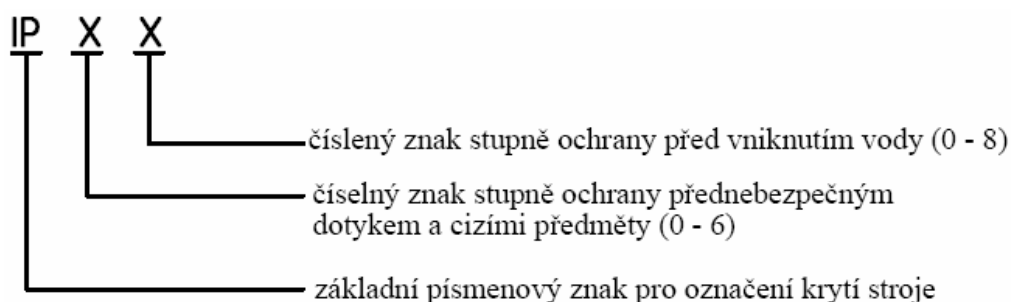 IP X X
číslený znak stupně ochrany před vniknutím vody (0 - 8)
číselný znak stupně ochrany přednebezpečným
dotykem a cizími předměty (0 - 6)
základní písmenový znak pro označení krytí stroje